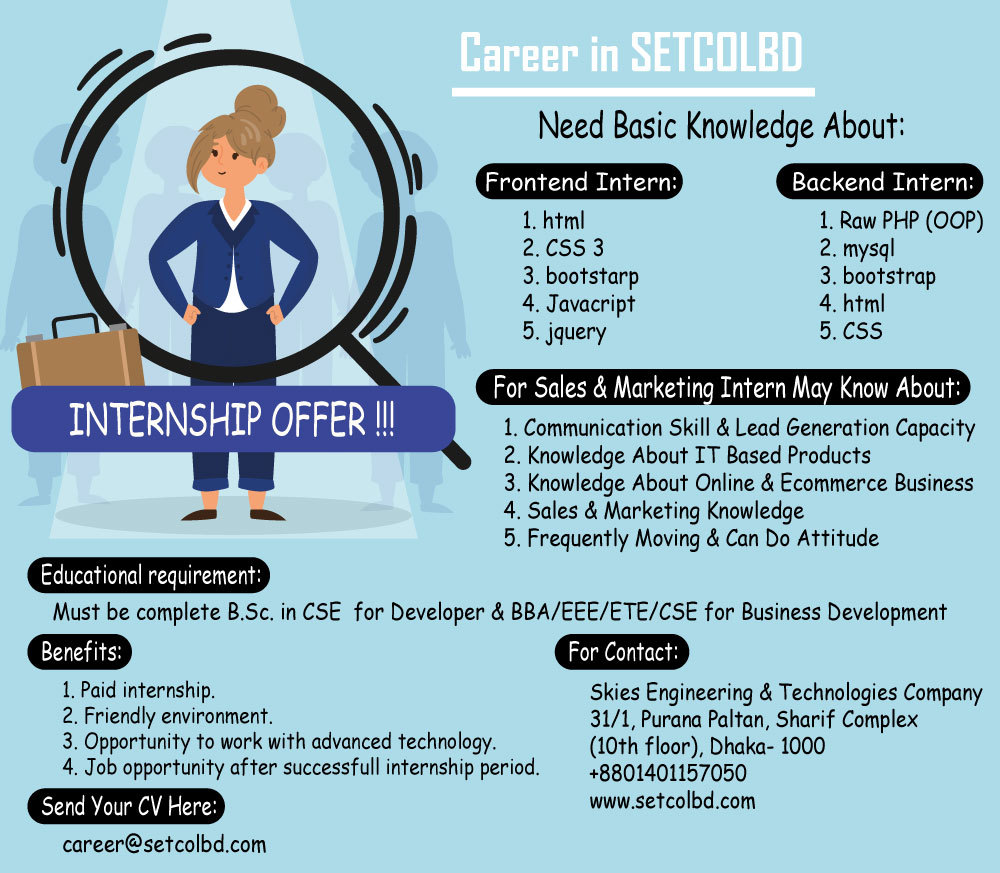 Career in SETCOLBD
Need Basic Knowledge About:
Frontend Intern:
1. html
2. CSS 3
3. bootstarp
4. Javacript
5. jquery
Backend Intern:
1. Raw PHP (OOP)
2. mysql
3. bootstrap
4. html
5. CSS
INTERNSHIP OFFER !!!
For Sales & Marketing Intern May Know About:
1. Communication Skill & Lead Generation Capacity
2. Knowledge About IT Based Products
3. Knowledge About Online & Ecommerce Business
4. Sales & Marketing Knowledge
5. Frequently Moving & Can Do Attitude
Educational requirement:
Must be complete B.Sc. in CSE for Developer & BBA/EEE/ETE/CSE for Business Development
Benefits:
1. Paid internship.
2. Friendly environment.
3. Opportunity to work with advanced technology.
4. Job opportunity after successfull internship period.
Send Your CV Here:
career@setcolbd.com
For Contact:
Skies Engineering & Technologies Company
31/1, Purana Paltan, Sharif Complex
(10th floor), Dhaka- 1000
+8801401157050
www.setcolbd.com